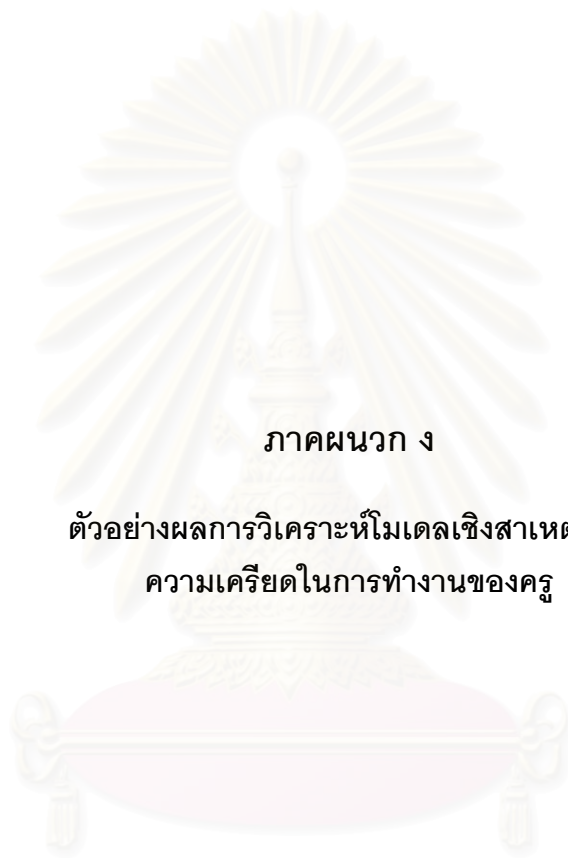 ภาคผนวก ง
ตัวอย่างผลการวิเคราะห์โมเดลเชิงสาเหต
ความเครียดในการทำงานของครู